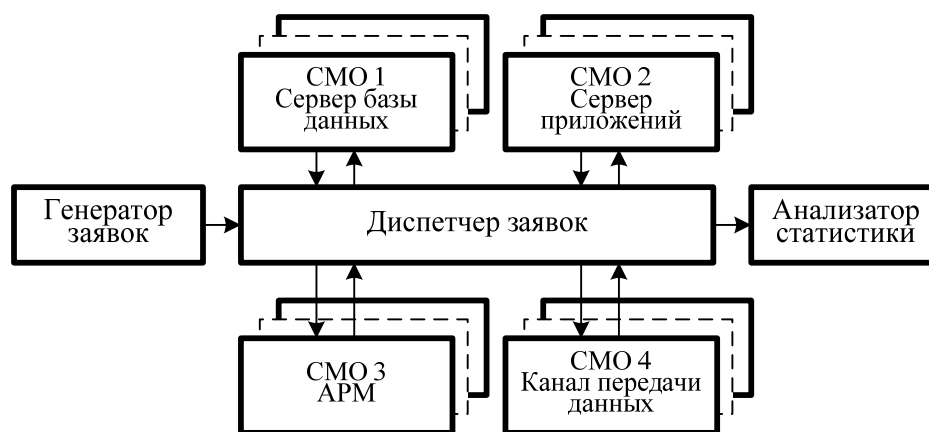 СМО 1
Сервер базы
данных
СМО 2
Сервер
приложений
Генератор
заявок
Диспетчер заявок
Анализатор
статистики
СМО 3
АРМ
СМО 4
Канал передачи
данных